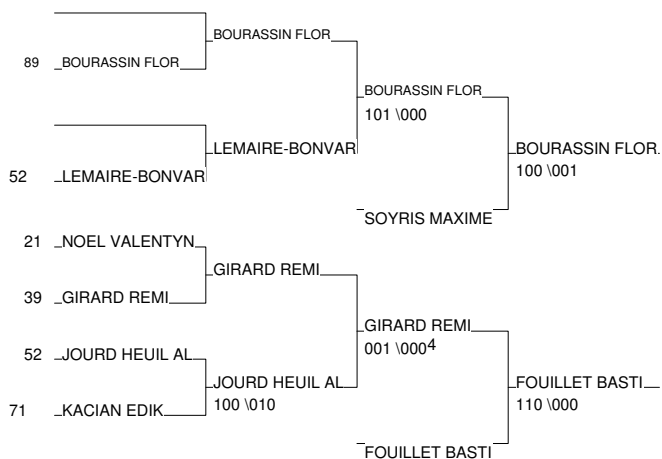 BOURASSIN FLOR
89 BOURASSIN FLOR
BOURASSIN FLOR
101 \000
LEMAIRE-BONVAR
BOURASSIN FLOR
100 \001
52 LEMAIRE-BONVAR
SOYRIS MAXIME
21 NOEL VALENTYN
GIRARD REMI
39 GIRARD REMI
GIRARD REMI
001 \0004
52 JOURD HEUIL AL
JOURD HEUIL AL
100 \010
FOUILLET BASTI
110 \000
71 KACIAN EDIK
FOUILLET BASTI